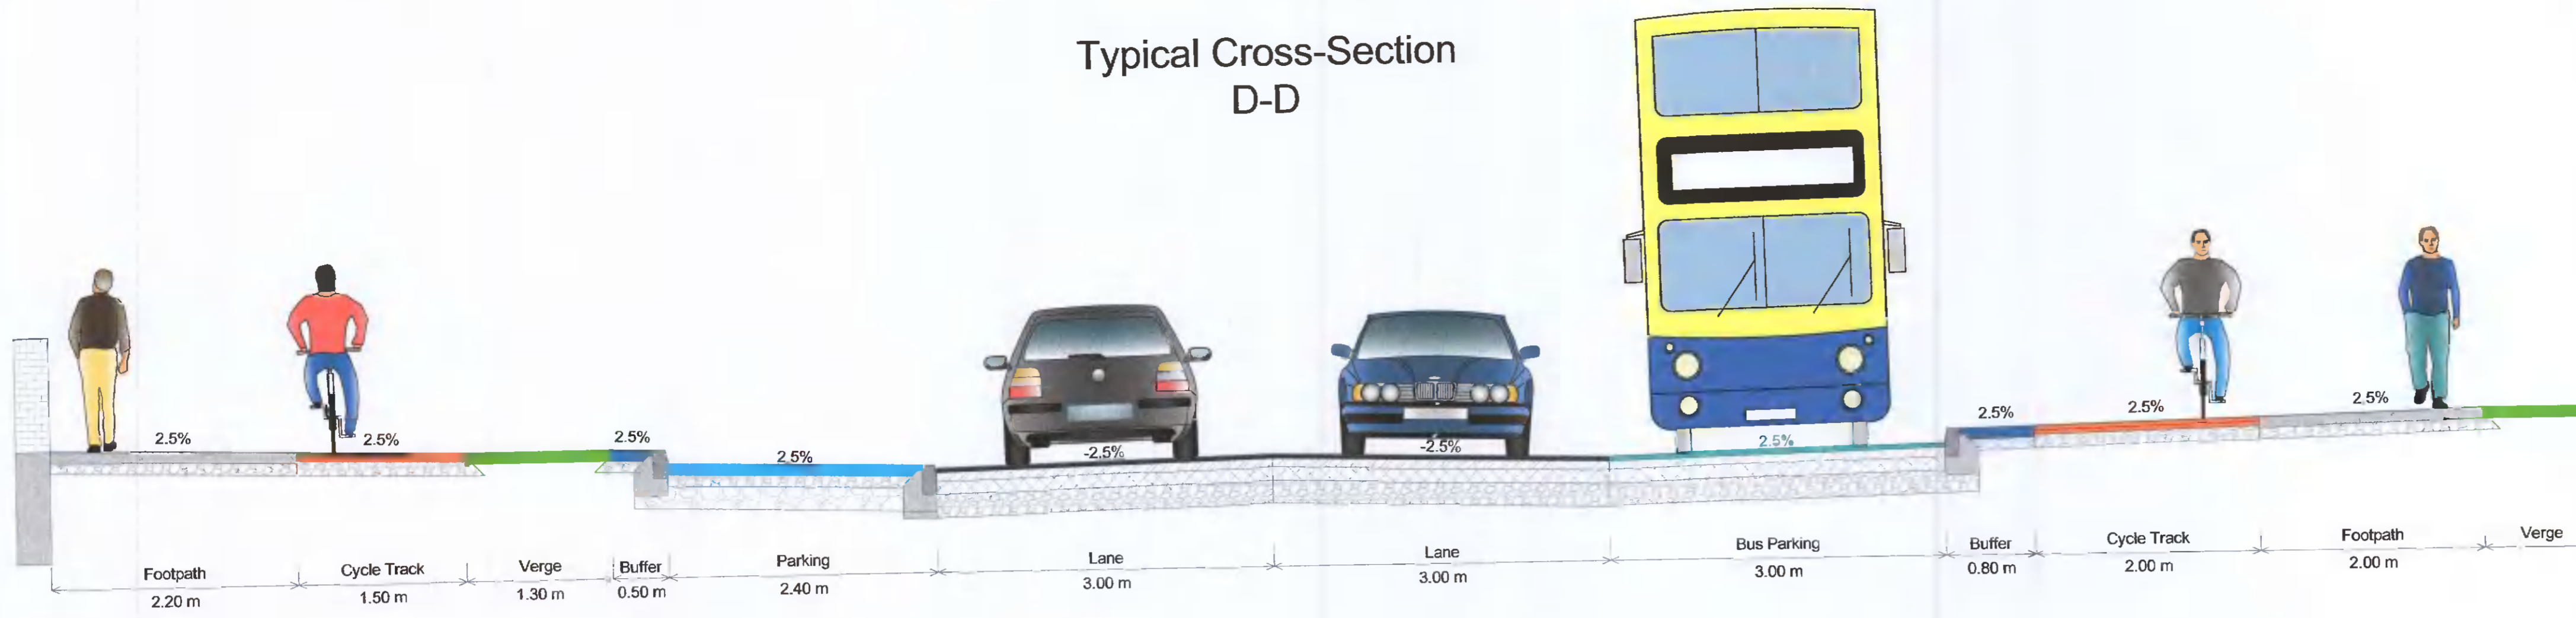 Typical Cross-Section
D-D
2.5%
2.5%
2.5%
2.5%
-2.5%
-2.5%
2.5%
2.5%
2.5%
2.5%
Footpath
2.20 m
Cycle Track
1.50 m
Verge
1.30 m
Buffer
0.50 m
Parking
2.40 m
Lane
3.00 m
Lane
3.00 m
Bus Parking
3.00 m
Buffer
0.80 m
Cycle Track
2.00 m
Footpath
2.00 m
Verge